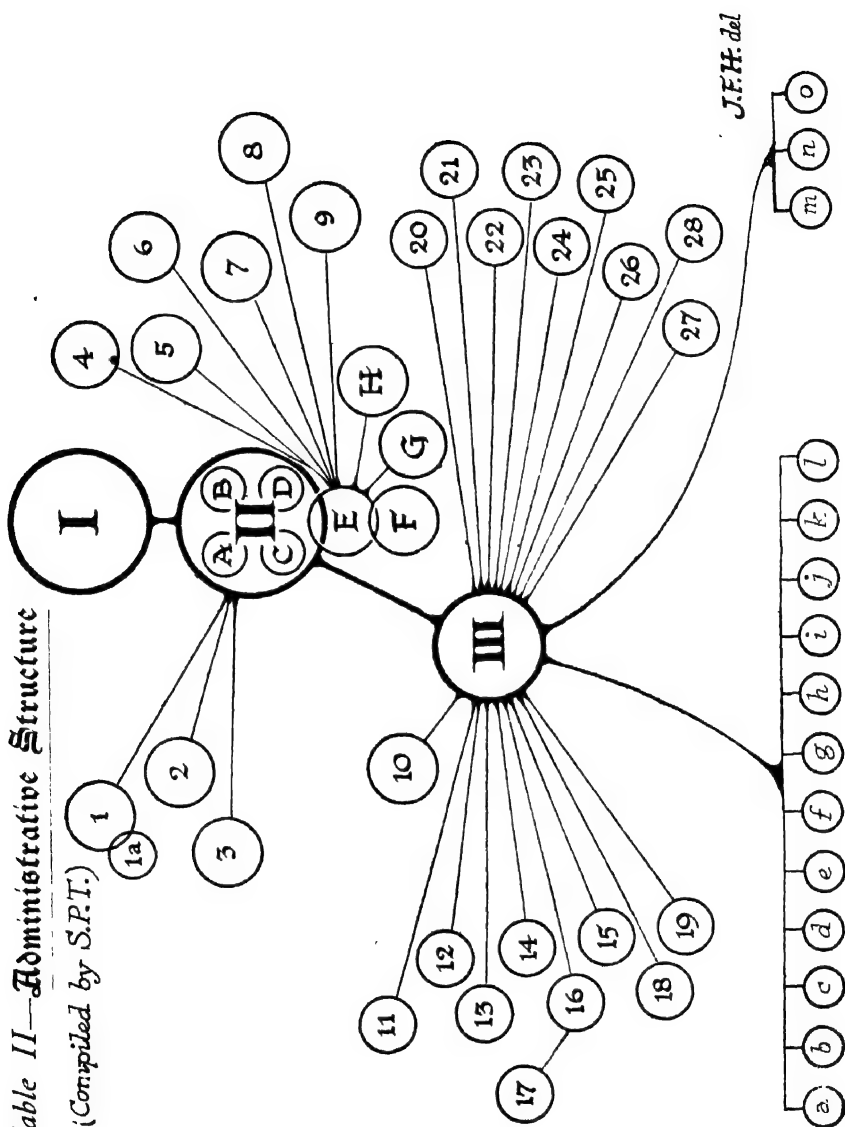 able II—Administrative Structure
(Compiled by S.P.T.)
I
II
A
B
C
D
E
F
G
H
1
1a
2
3
4
5
6
7
8
9
III
10
11
12
13
14
15
16
17
18
19
20
21
22
23
24
25
26
27
28
a
b
c
d
e
f
g
h
i
j
k
l
m
n
o
J.F.H. del